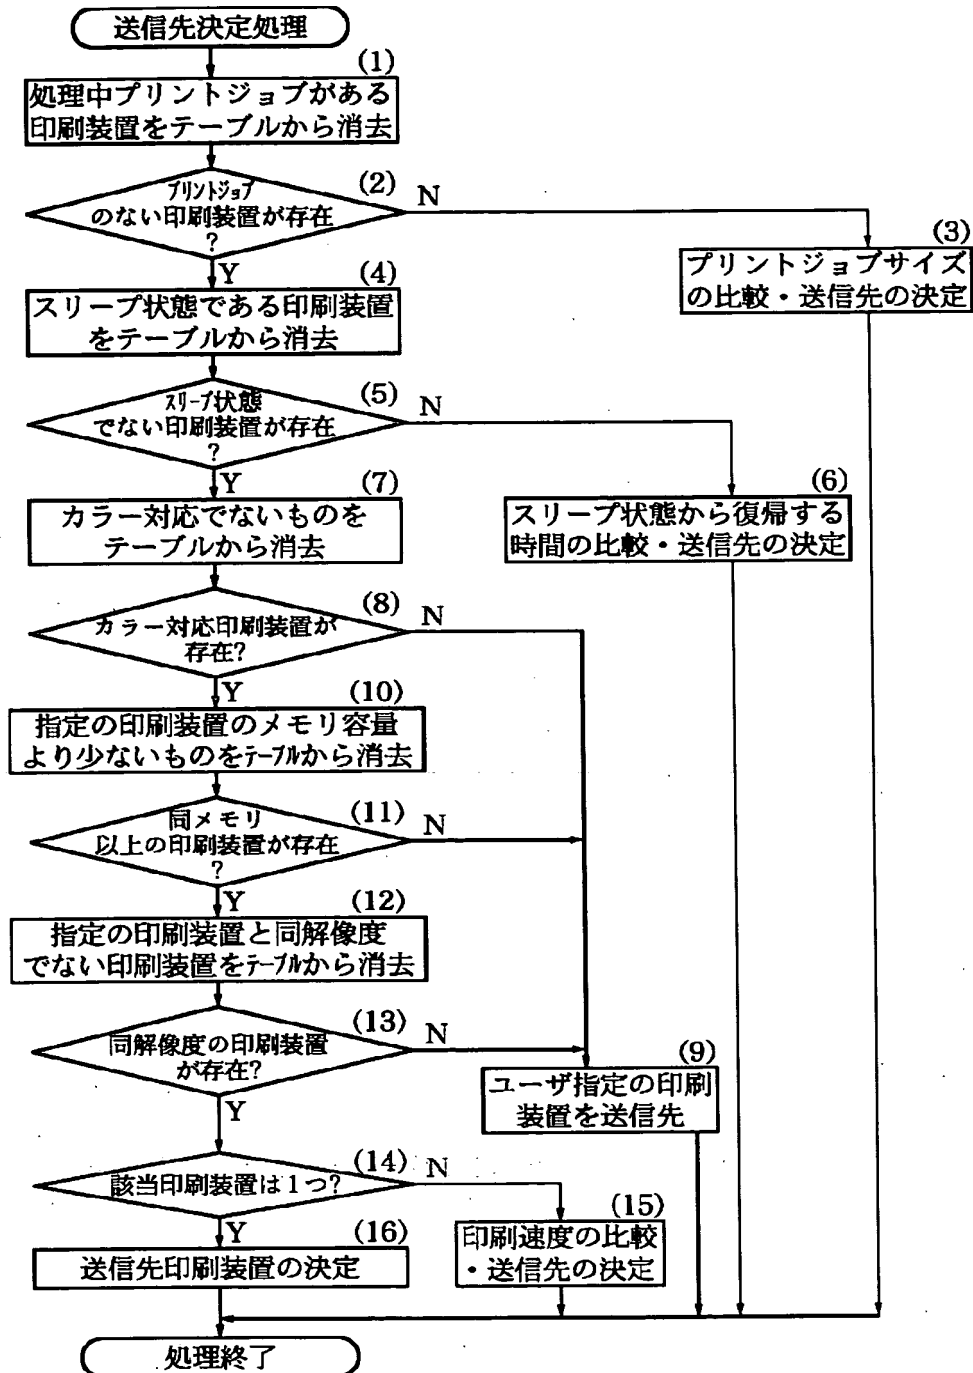 送信先決定処理
(1)
処理中プリントジョブがある
印刷装置をテーブルから消去
(2)
プリントジョブ
のない印刷装置が存在
?
N
Y
(3)
プリントジョブサイズ
の比較・送信先の決定
(4)
スリープ状態である印刷装置
をテーブルから消去
(5)
スリープ状態
でない印刷装置が存在
?
N
Y
(6)
スリープ状態から復帰する
時間の比較・送信先の決定
(7)
カラー対応でないものを
テーブルから消去
(8)
カラー対応印刷装置が
存在?
N
Y
(10)
指定の印刷装置のメモリ容量
より少ないものをテーブルから消去
(11)
同メモリ
以上の印刷装置が存在
?
N
Y
(12)
指定の印刷装置と同解像度
でない印刷装置をテーブルから消去
(13)
同解像度の印刷装置
が存在?
N
Y
(9)
ユーザ指定の印刷
装置を送信先
(14)
該当印刷装置は1つ?
N
Y
(15)
印刷速度の比較
・送信先の決定
(16)
送信先印刷装置の決定
処理終了